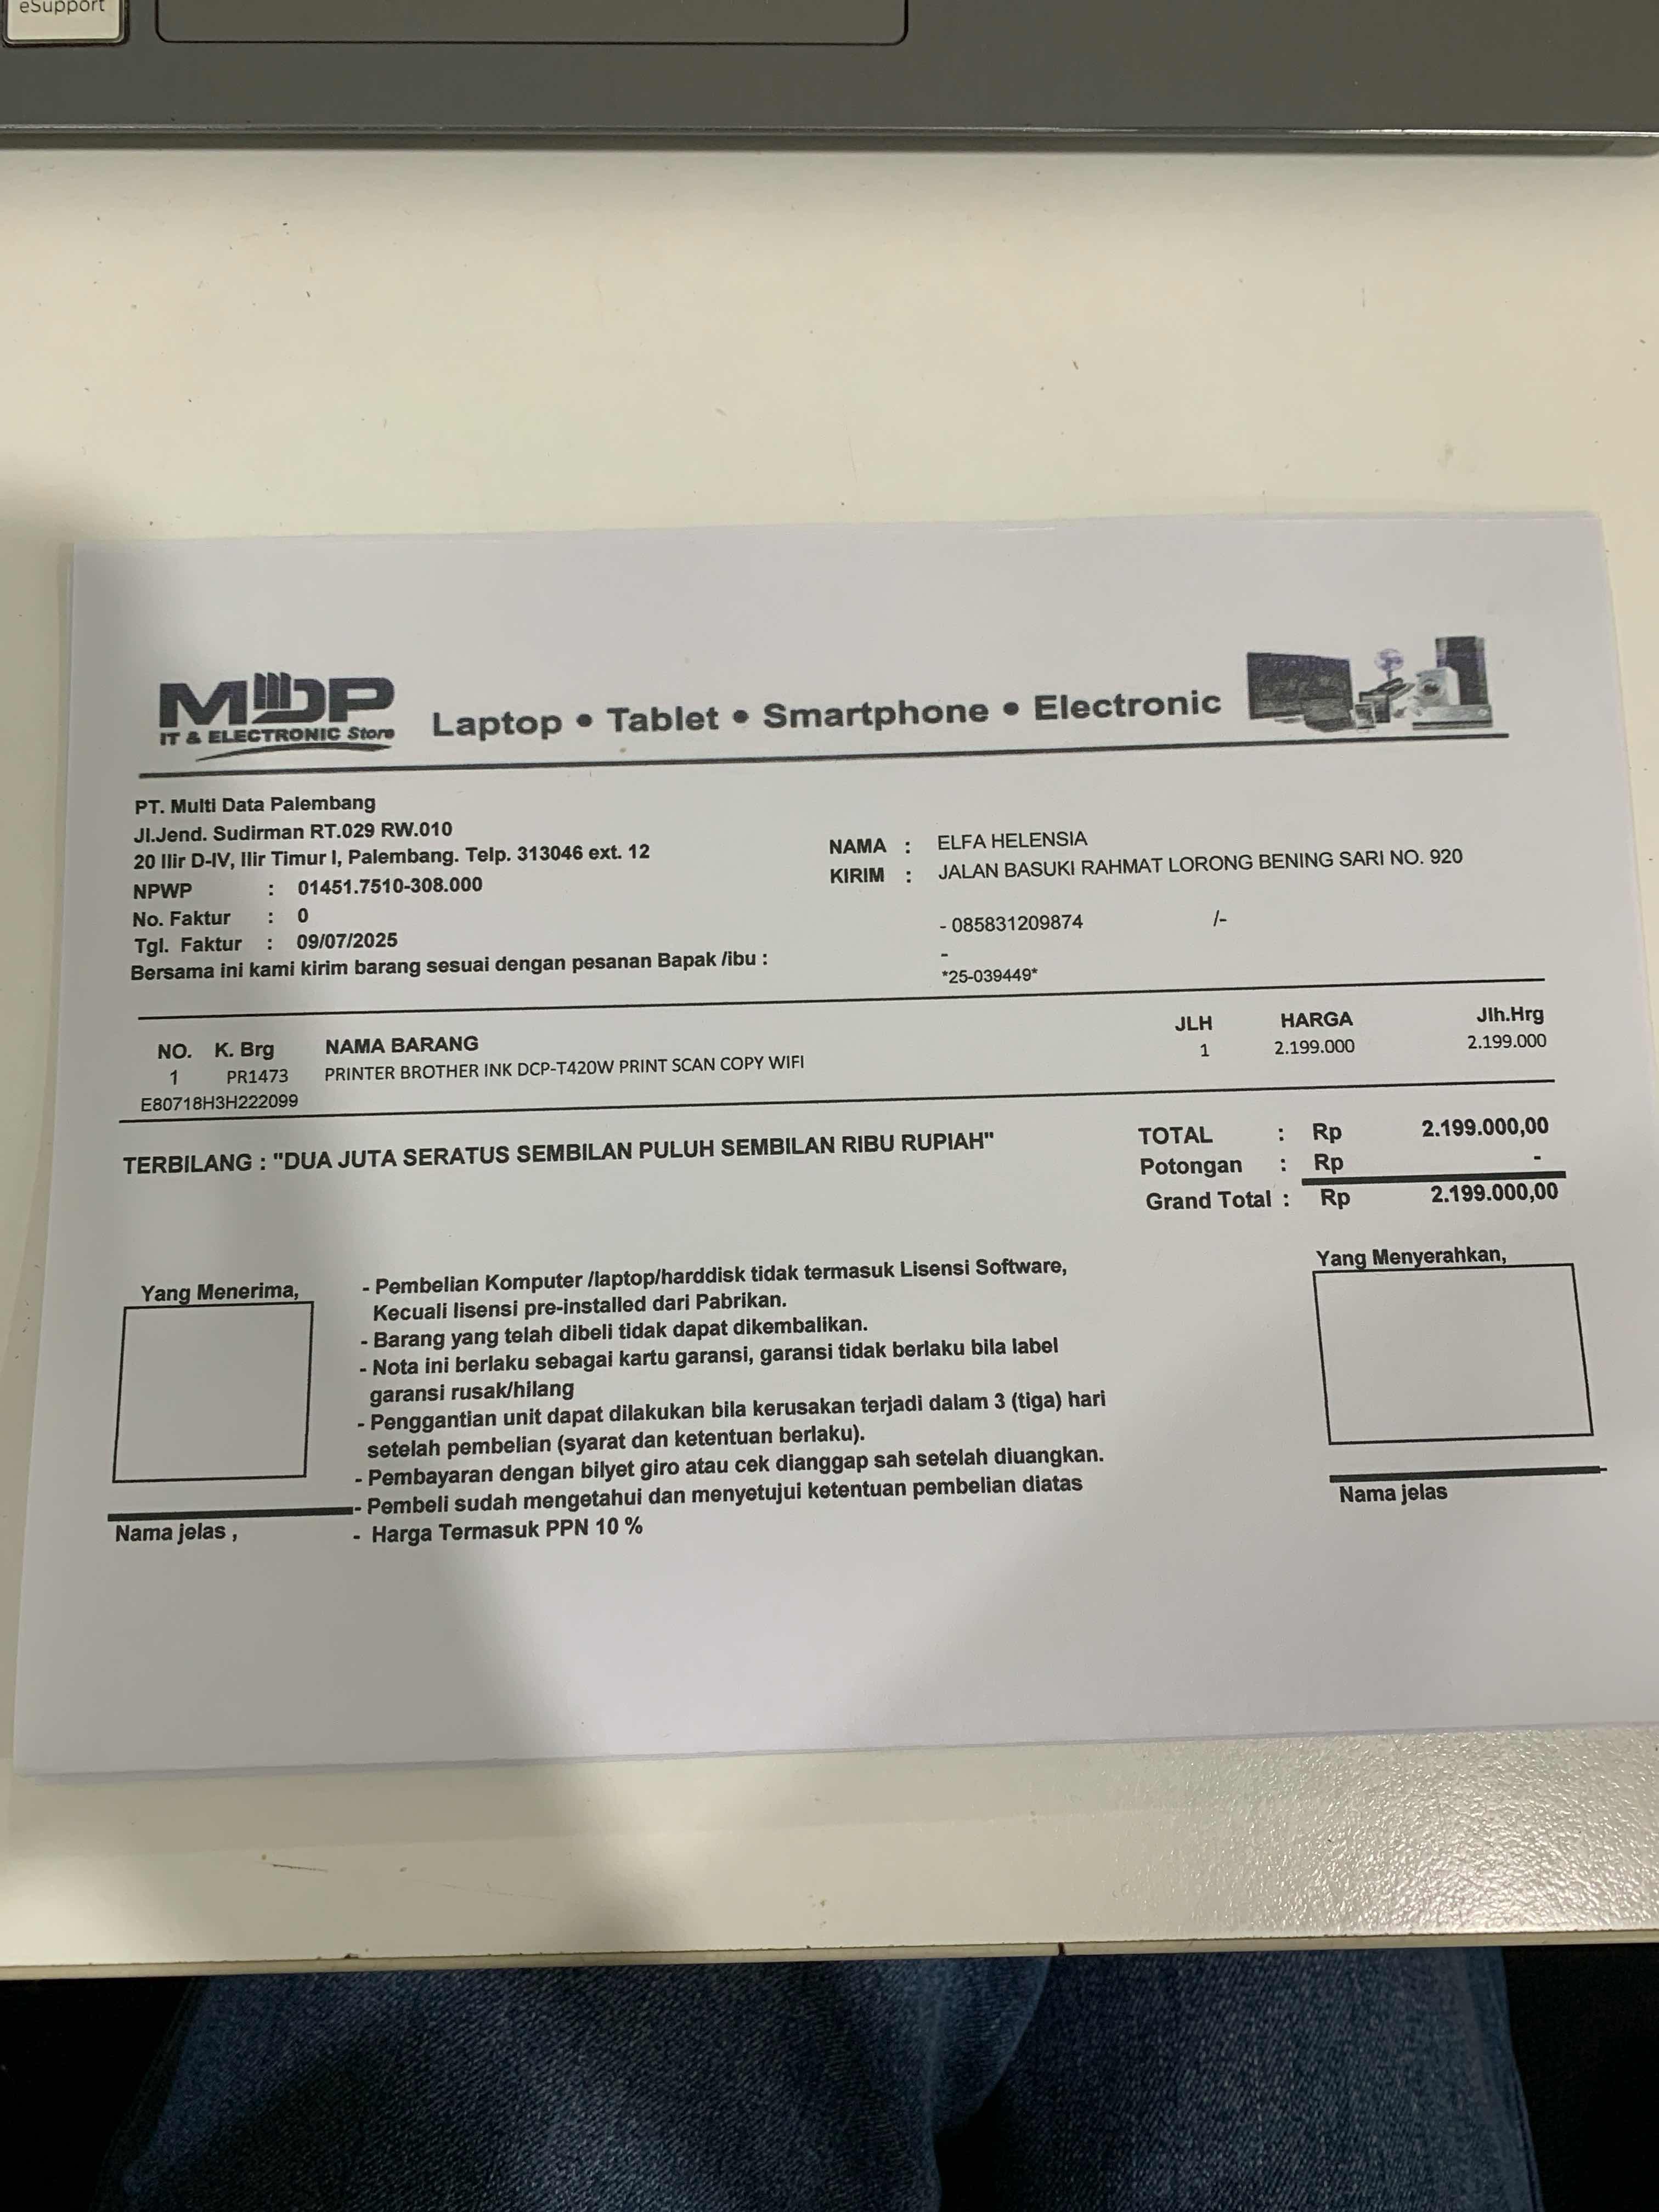 eSupport
MDP
IT & ELECTRONIC Store
Laptop • Tablet • Smartphone • Electronic
PT. Multi Data Palembang
Jl.Jend. Sudirman RT.029 RW.010
20 Ilir D-IV, Ilir Timur I, Palembang. Telp. 313046 ext. 12
NPWP : 01451.7510-308.000
No. Faktur : 0
Tgl. Faktur : 09/07/2025
Bersama ini kami kirim barang sesuai dengan pesanan Bapak /ibu :
NAMA : ELFA HELENSIA
KIRIM : JALAN BASUKI RAHMAT LORONG BENING SARI NO. 920
- 085831209874 /-
-
*25-039449*
NO. K. Brg NAMA BARANG JLH HARGA Jlh.Hrg
1 PR1473 PRINTER BROTHER INK DCP-T420W PRINT SCAN COPY WIFI 1 2.199.000 2.199.000
E80718H3H222099
TERBILANG : "DUA JUTA SERATUS SEMBILAN PULUH SEMBILAN RIBU RUPIAH"
TOTAL : Rp 2.199.000,00
Potongan : Rp -
Grand Total : Rp 2.199.000,00
Yang Menerima,
- Pembelian Komputer /laptop/harddisk tidak termasuk Lisensi Software,
Kecuali lisensi pre-installed dari Pabrikan.
- Barang yang telah dibeli tidak dapat dikembalikan.
- Nota ini berlaku sebagai kartu garansi, garansi tidak berlaku bila label
garansi rusak/hilang
- Penggantian unit dapat dilakukan bila kerusakan terjadi dalam 3 (tiga) hari
setelah pembelian (syarat dan ketentuan berlaku).
- Pembayaran dengan bilyet giro atau cek dianggap sah setelah diuangkan.
- Pembeli sudah mengetahui dan menyetujui ketentuan pembelian diatas
- Harga Termasuk PPN 10 %
Nama jelas ,
Yang Menyerahkan,
Nama jelas